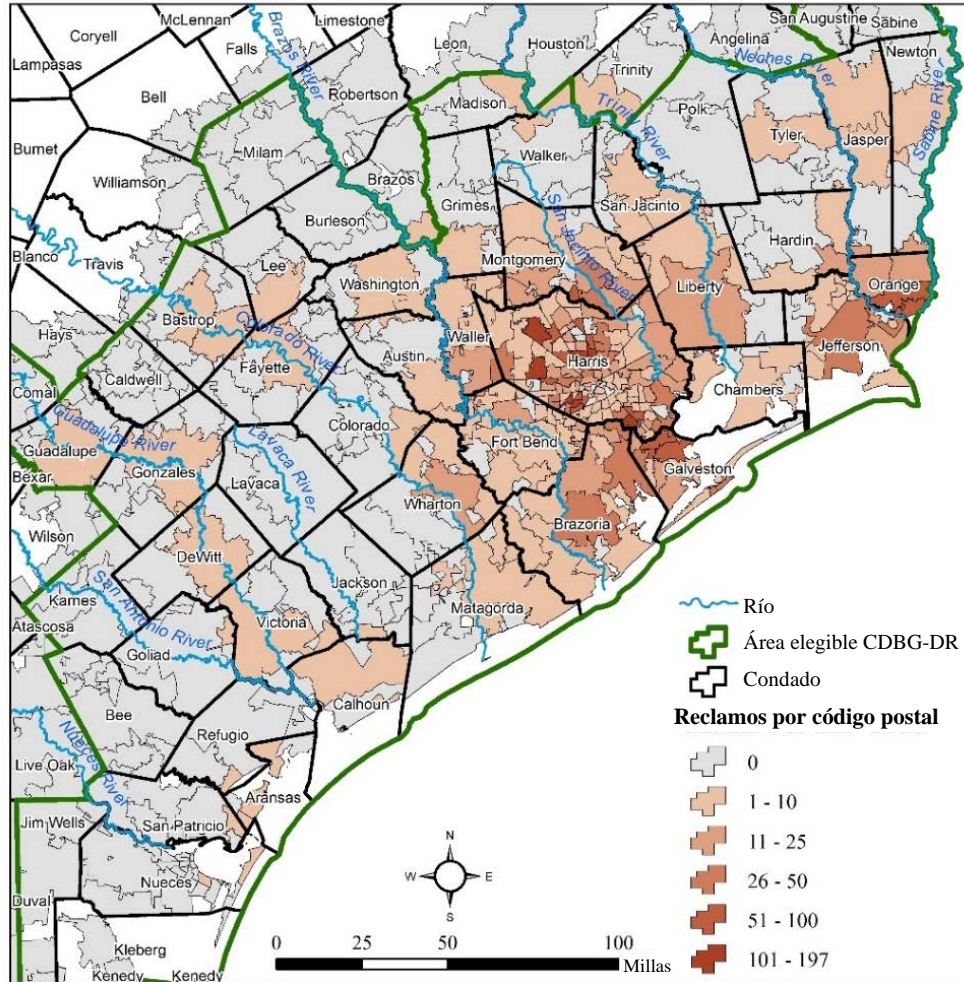 McLennan
Limestone
San Augustine
Sabine
Coryell
Falls
Leon
Houston
Angelina
Newton
Lampasas
Brazos River
Robertson
Trinity
Neches River
Bell
Madison
Trinity River
Polk
Tyler
Jasper
Sabine River
Burnet
Milam
Walker
Williamson
Brazos
Grimes
San Jacinto
Burleson
San Jacinto River
Hardin
Blanco
Travis
Lee
Washington
Montgomery
Liberty
Orange
Bastrop
Colorado River
Waller
Hays
Austin
Harris
Jefferson
Fayette
Caldwell
Chambers
Comal
Guadalupe River
Colorado
Fort Bend
Guadalupe
Lavaca River
Gonzales
Galveston
Bexar
Lavaca
Wharton
Brazoria
Wilson
DeWitt
Jackson
Karnes
San Antonio River
Matagorda
Atascosa
Victoria
Goliad
Calhoun
Bee
Refugio
Nueces River
Live Oak
Aransas
Jim Wells
San Patricio
Nueces
Duval
Kleberg
Kenedy
Kenedy
Río
Área elegible CDBG-DR
Condado
Reclamos por código postal
0
1 - 10
11 - 25
26 - 50
51 - 100
101 - 197
N
W E
S
0 25 50 100
Millas